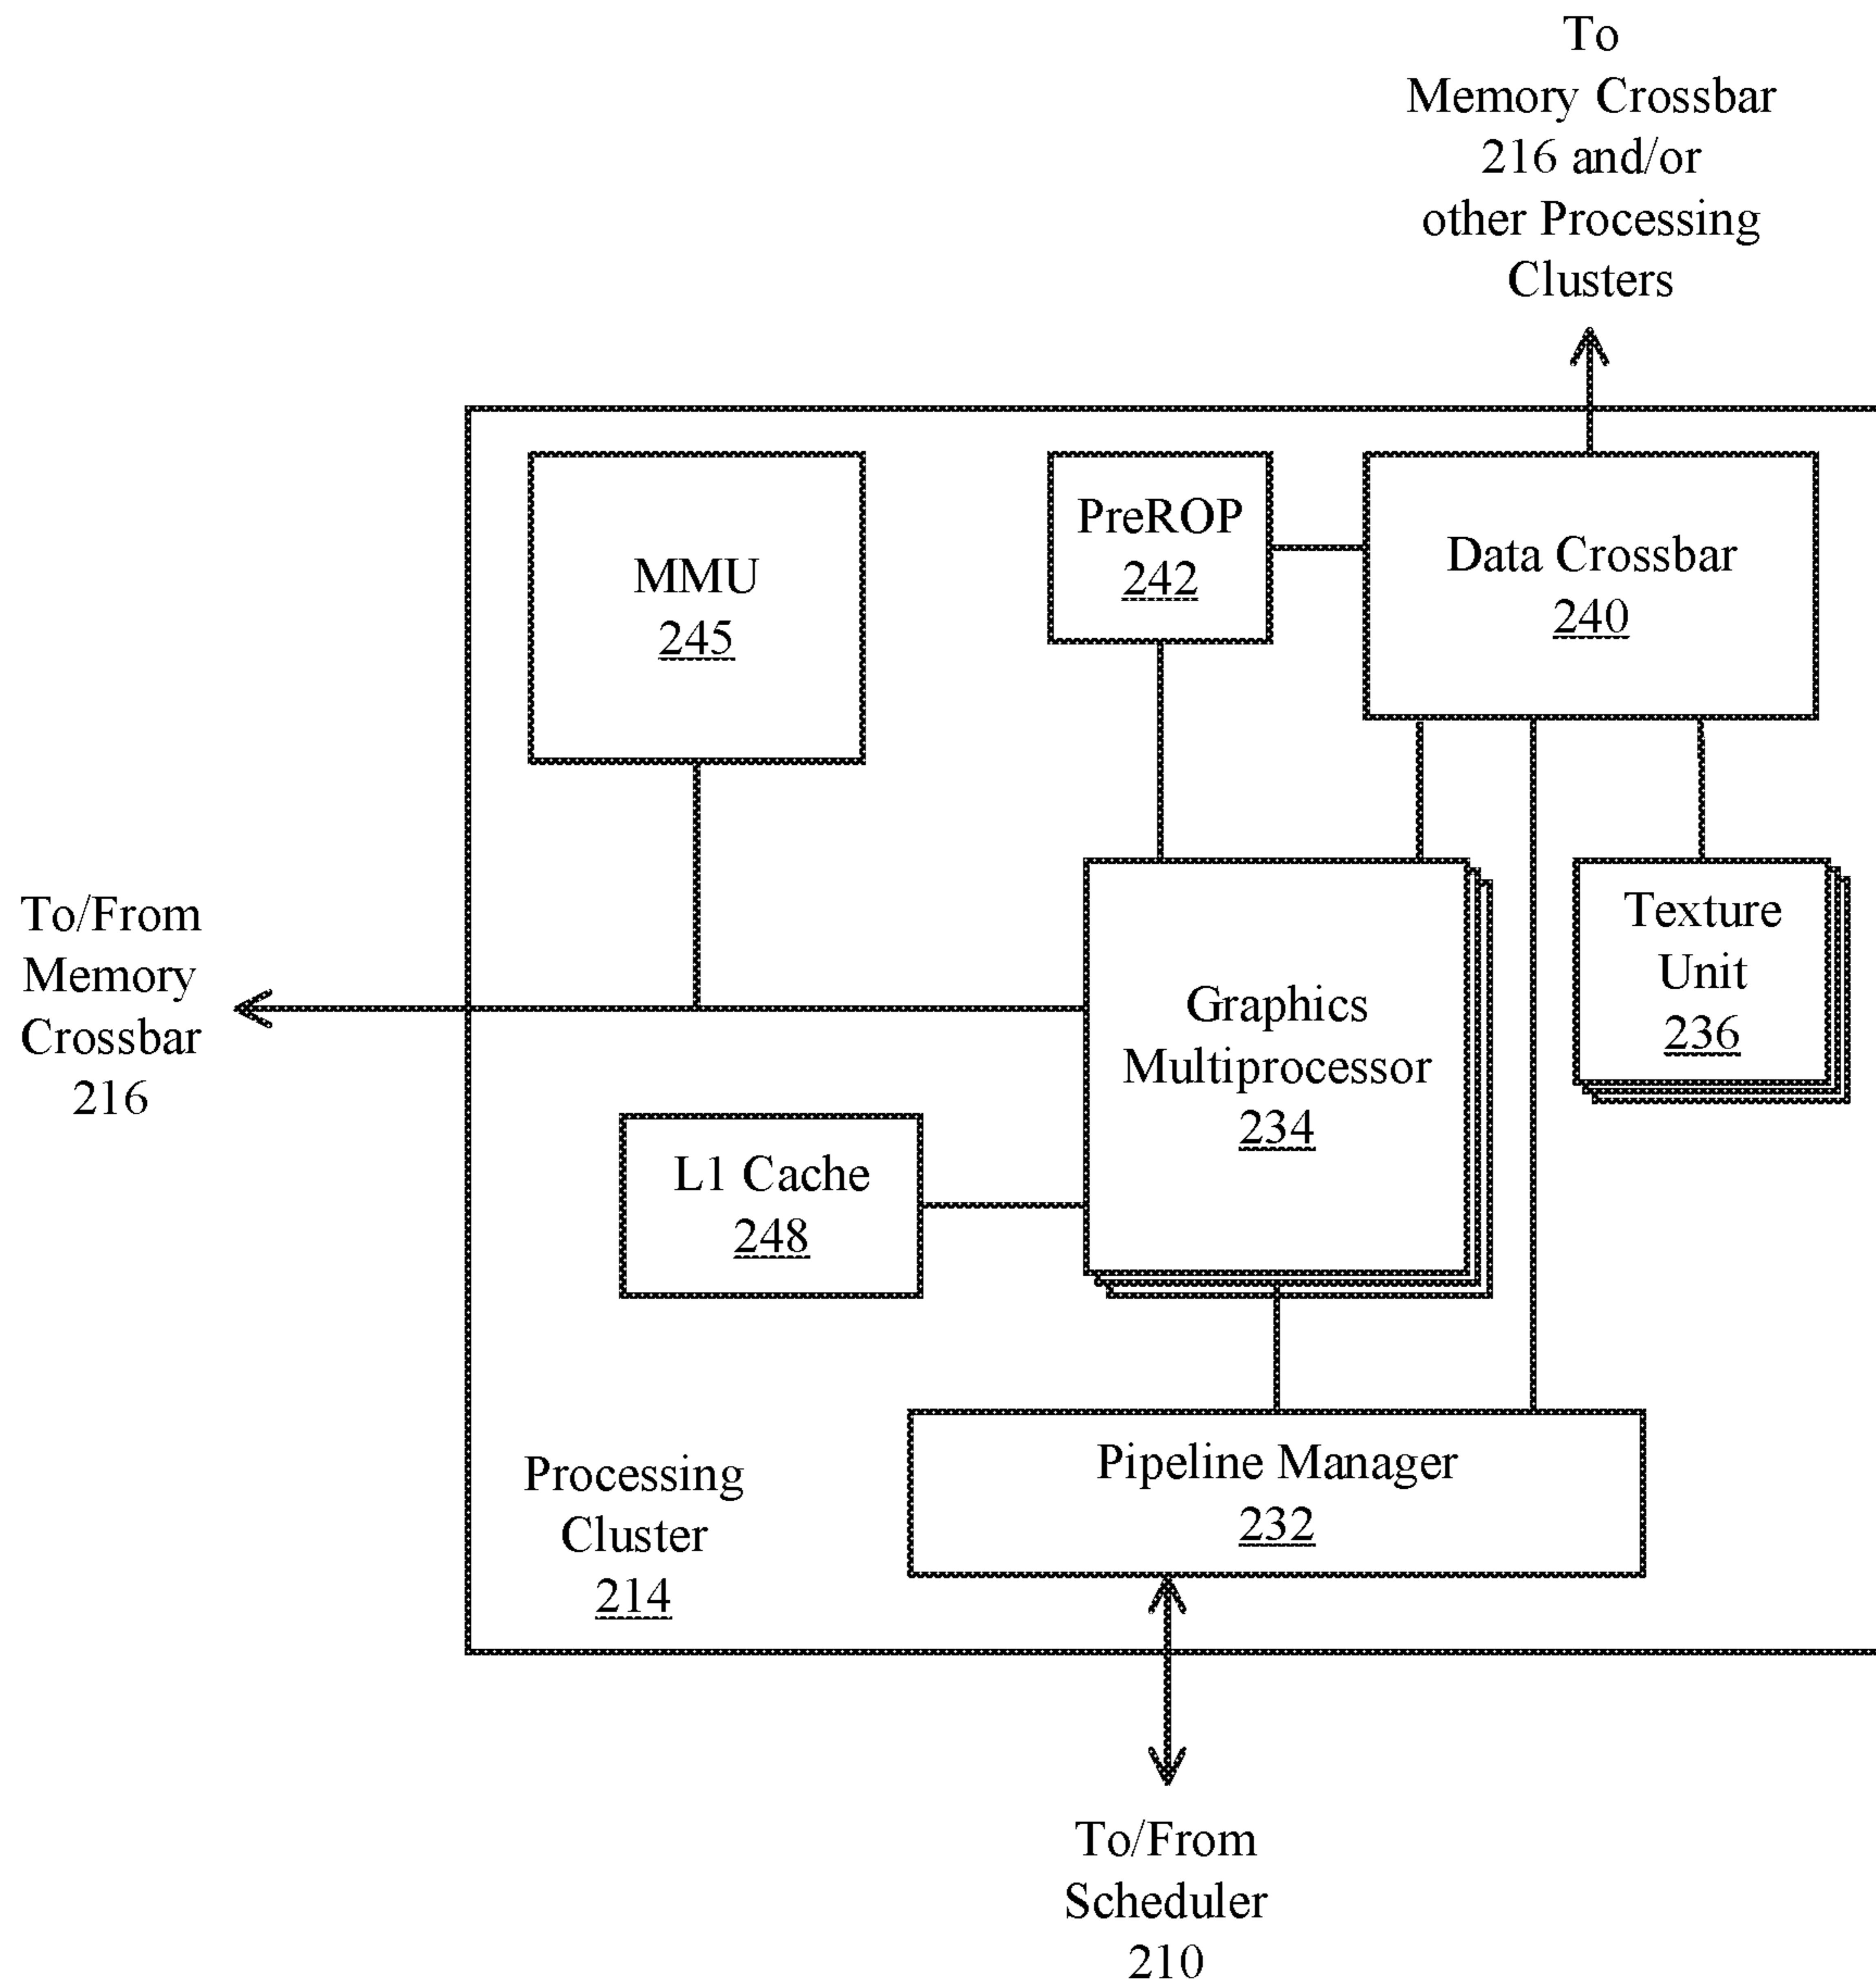 To
Memory Crossbar
216 and/or
other Processing
Clusters
MMU
245
PreROP
242
Data Crossbar
240
To/From
Memory
Crossbar
216
Graphics
Multiprocessor
234
Texture
Unit
236
L1 Cache
248
Processing
Cluster
214
Pipeline Manager
232
To/From
Scheduler
210